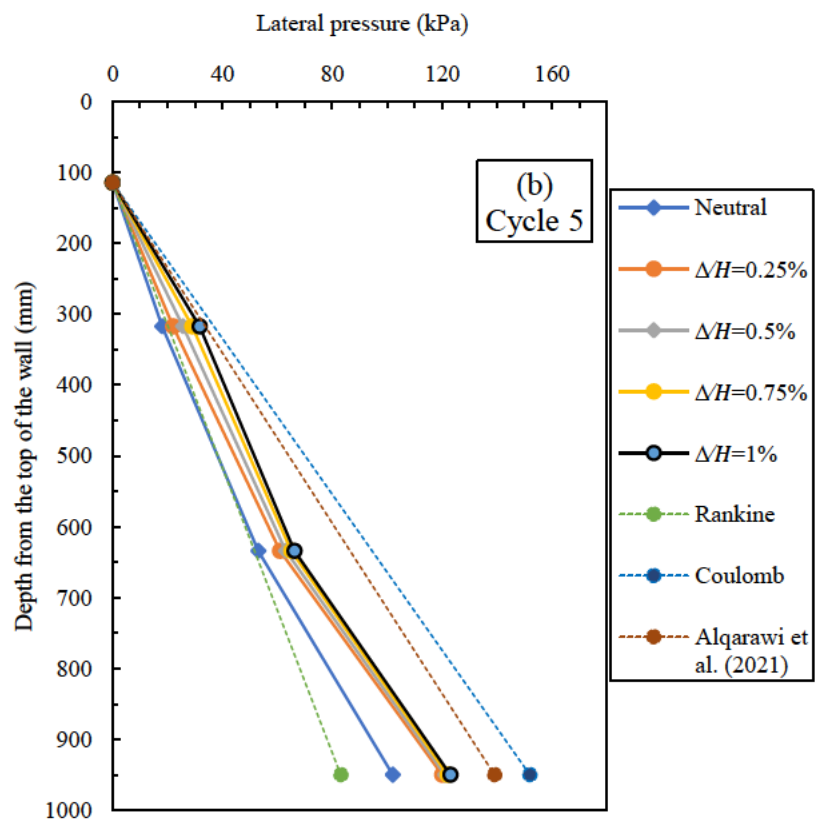 Lateral pressure (kPa)
0 40 80 120 160
0
100
200
300
400
500
600
700
800
900
1000
Depth from the top of the wall (mm)
(b)
Cycle 5
Neutral
Δ/H=0.25%
Δ/H=0.5%
Δ/H=0.75%
Δ/H=1%
Rankine
Coulomb
Alqarawi et
al. (2021)